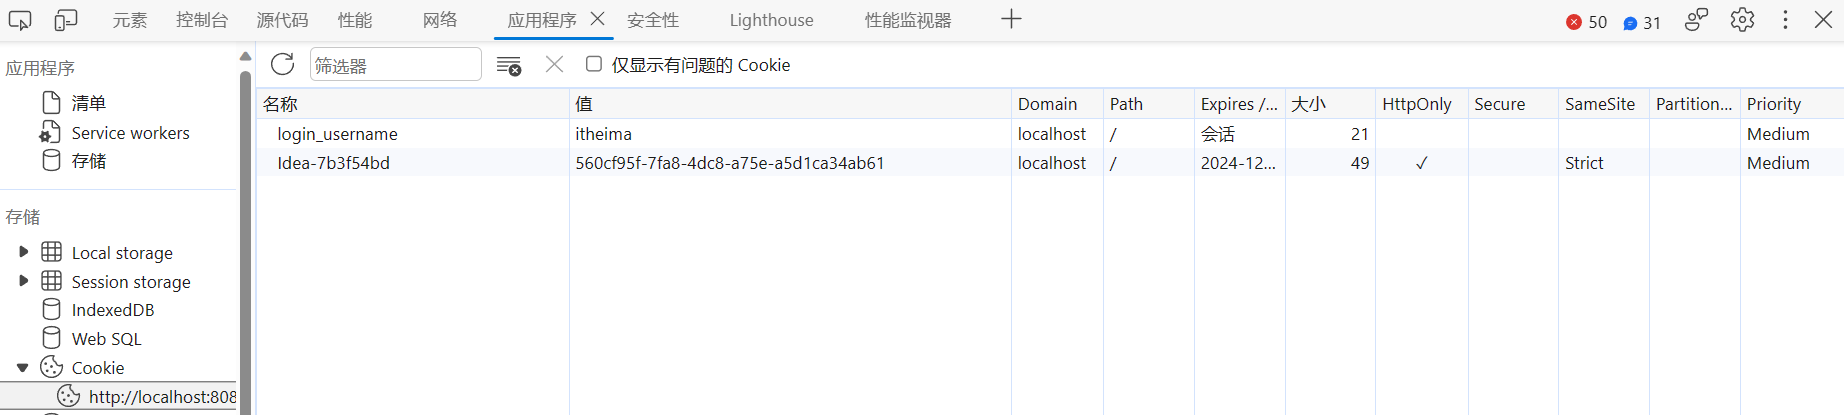 元素 控制台 源代码 性能 网络 应用程序 安全性 Lighthouse 性能监视器 50 31
应用程序
清单
Service workers
存储
存储
Local storage
Session storage
IndexedDB
Web SQL
Cookie
http://localhost:808
筛选器 仅显示有问题的 Cookie
名称 值 Domain Path Expires /... 大小 HttpOnly Secure SameSite Partition... Priority
login_username itheima localhost / 会话 21 Medium
Idea-7b3f54bd 560cf95f-7fa8-4dc8-a75e-a5d1ca34ab61 localhost / 2024-12... 49 ✓ Strict Medium